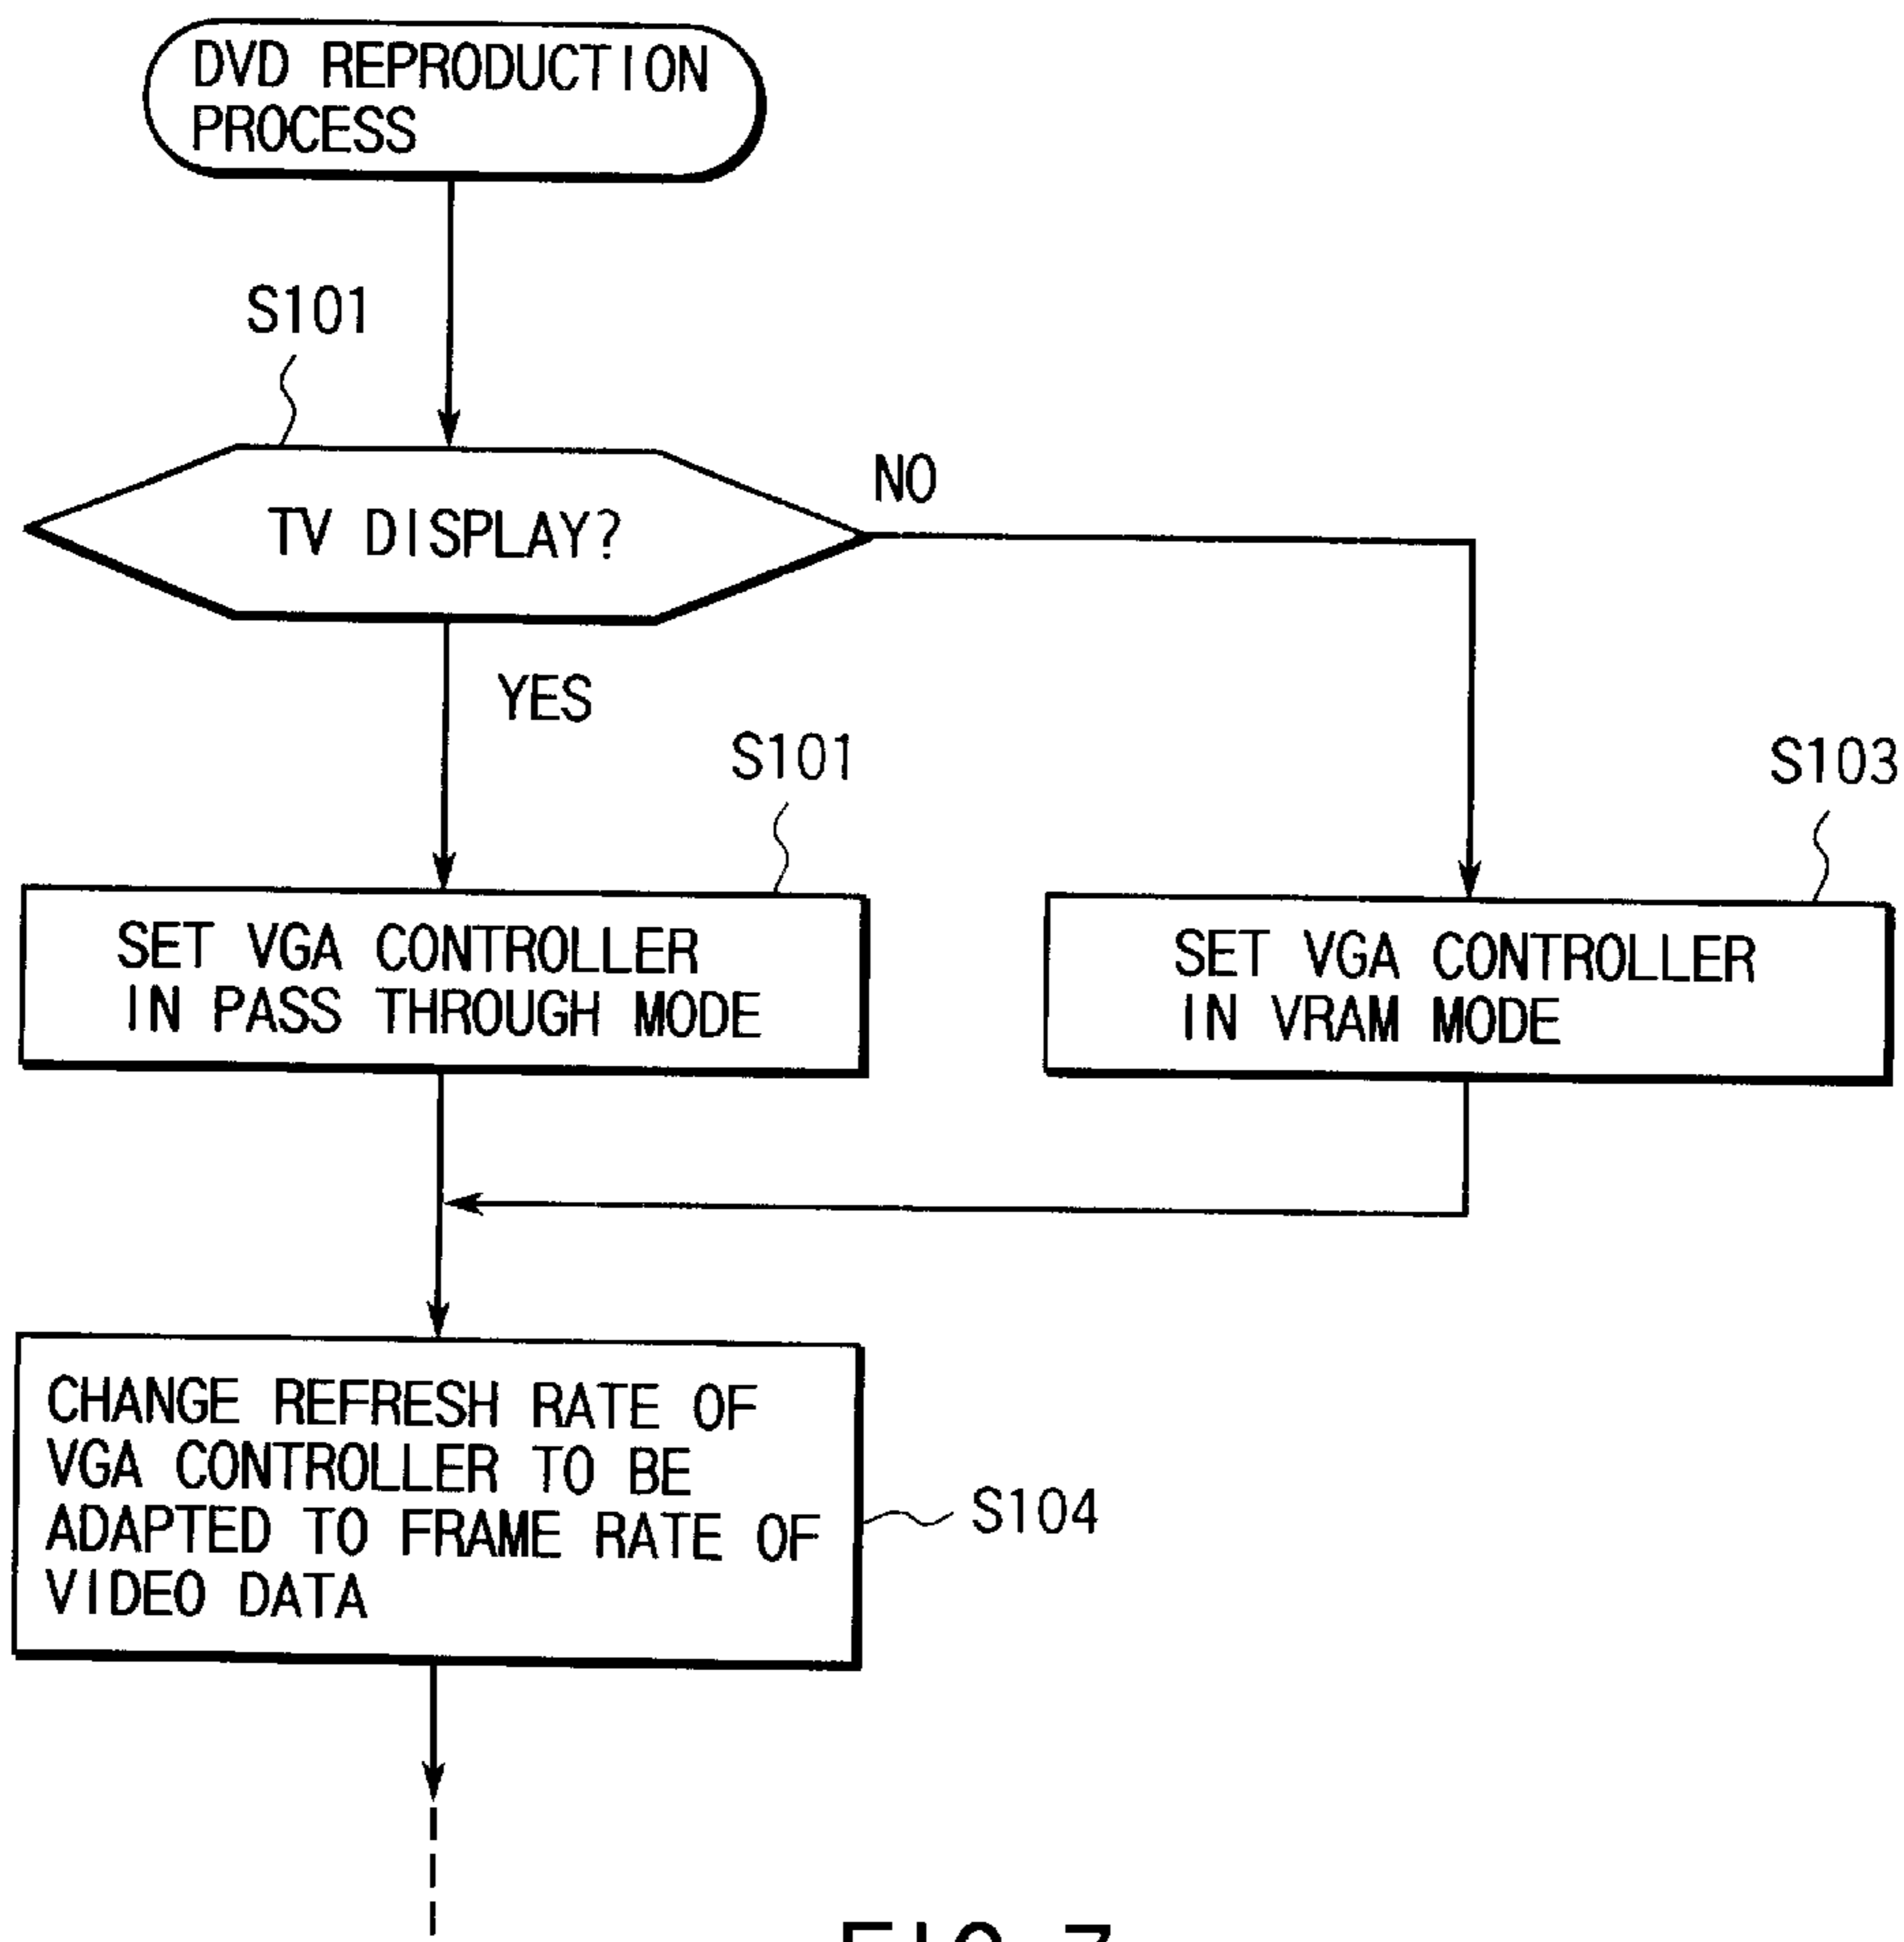 DVD REPRODUCTION
PROCESS
S101
TV DISPLAY?
NO
YES
S101
S103
SET VGA CONTROLLER
IN PASS THROUGH MODE
SET VGA CONTROLLER
IN VRAM MODE
CHANGE REFRESH RATE OF
VGA CONTROLLER TO BE
ADAPTED TO FRAME RATE OF
VIDEO DATA
S104